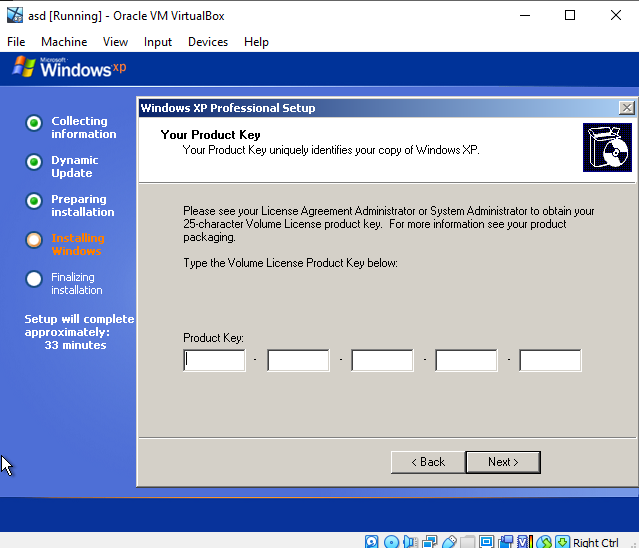 asd [Running] - Oracle VM VirtualBox
File Machine View Input Devices Help
Microsoft
Windows xp
Windows XP Professional Setup
Collecting
information
Dynamic
Update
Preparing
installation
Installing
Windows
Finalizing
installation
Setup will complete
approximately:
33 minutes
Your Product Key
Your Product Key uniquely identifies your copy of Windows XP.
Please see your License Agreement Administrator or System Administrator to obtain your
25-character Volume License product key. For more information see your product
packaging.
Type the Volume License Product Key below:
Product Key:
- - - -
< Back Next >
Right Ctrl